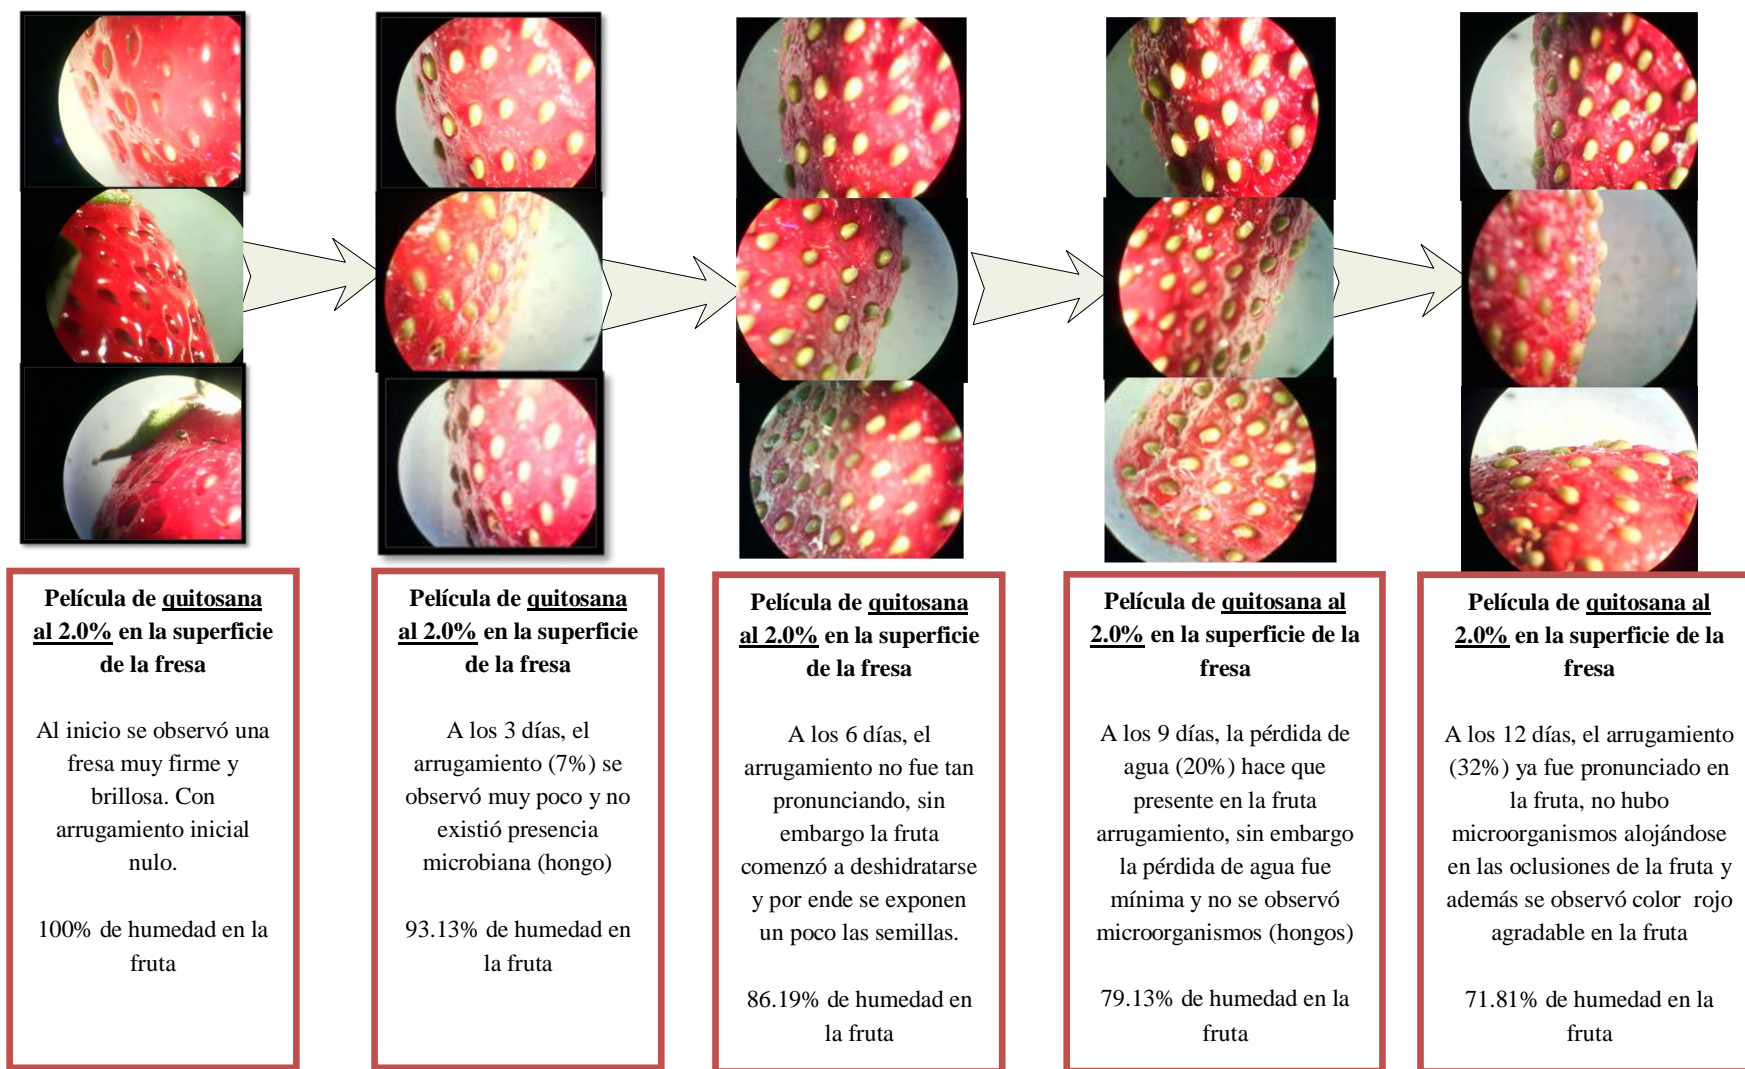 Película de quitosana
al 2.0% en la superficie
de la fresa
Al inicio se observó una
fresa muy firme y
brillosa. Con
arrugamiento inicial
nulo.
100% de humedad en la
fruta
Película de quitosana
al 2.0% en la superficie
de la fresa
A los 3 días, el
arrugamiento (7%) se
observó muy poco y no
existió presencia
microbiana (hongo)
93.13% de humedad en
la fruta
Película de quitosana
al 2.0% en la superficie
de la fresa
A los 6 días, el
arrugamiento no fue tan
pronunciando, sin
embargo la fruta
comenzó a deshidratarse
y por ende se exponen
un poco las semillas.
86.19% de humedad en
la fruta
Película de quitosana al
2.0% en la superficie de la
fresa
A los 9 días, la pérdida de
agua (20%) hace que
presente en la fruta
arrugamiento, sin embargo
la pérdida de agua fue
mínima y no se observó
microorganismos (hongos)
79.13% de humedad en la
fruta
Película de quitosana al
2.0% en la superficie de la
fresa
A los 12 días, el arrugamiento
(32%) ya fue pronunciado en
la fruta, no hubo
microorganismos alojándose
en las oclusiones de la fruta y
además se observó color rojo
agradable en la fruta
71.81% de humedad en la
fruta